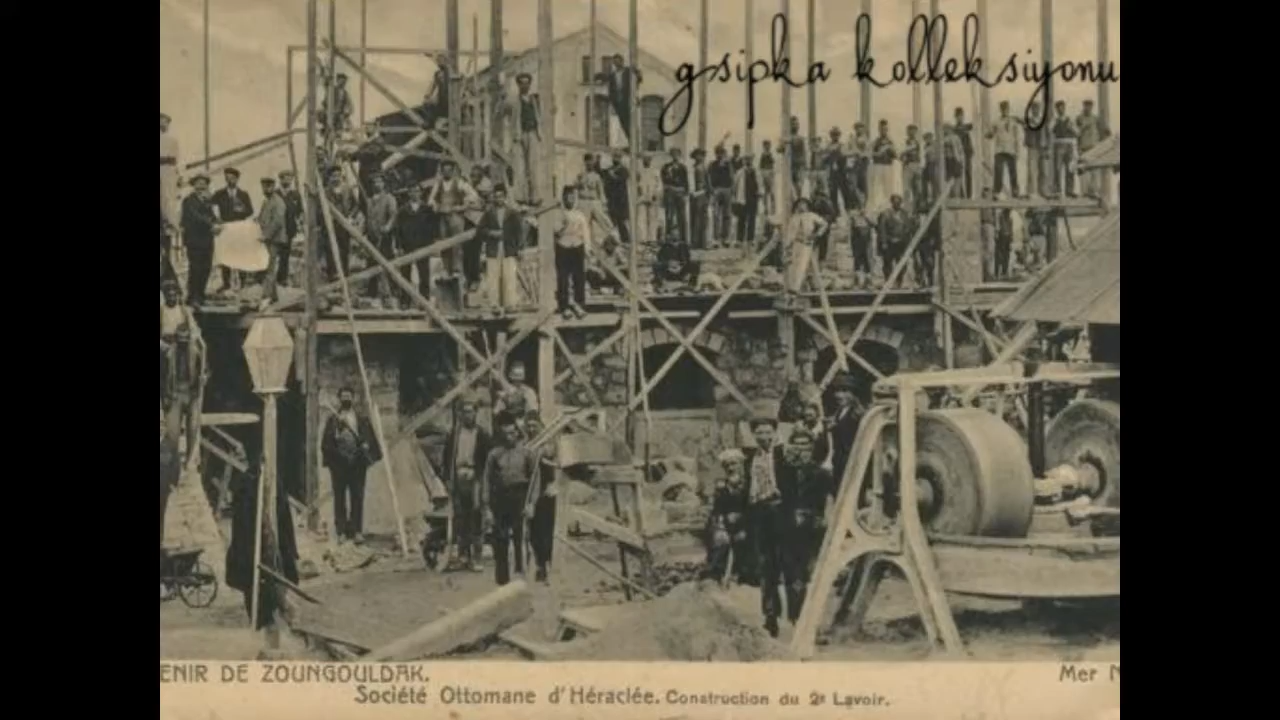 gsipka kolleksiyonu
ENIR DE ZOUNGOULDAK.
Mer N
Société Ottomane d'Héraclée. Construction du 2e Lavoir.